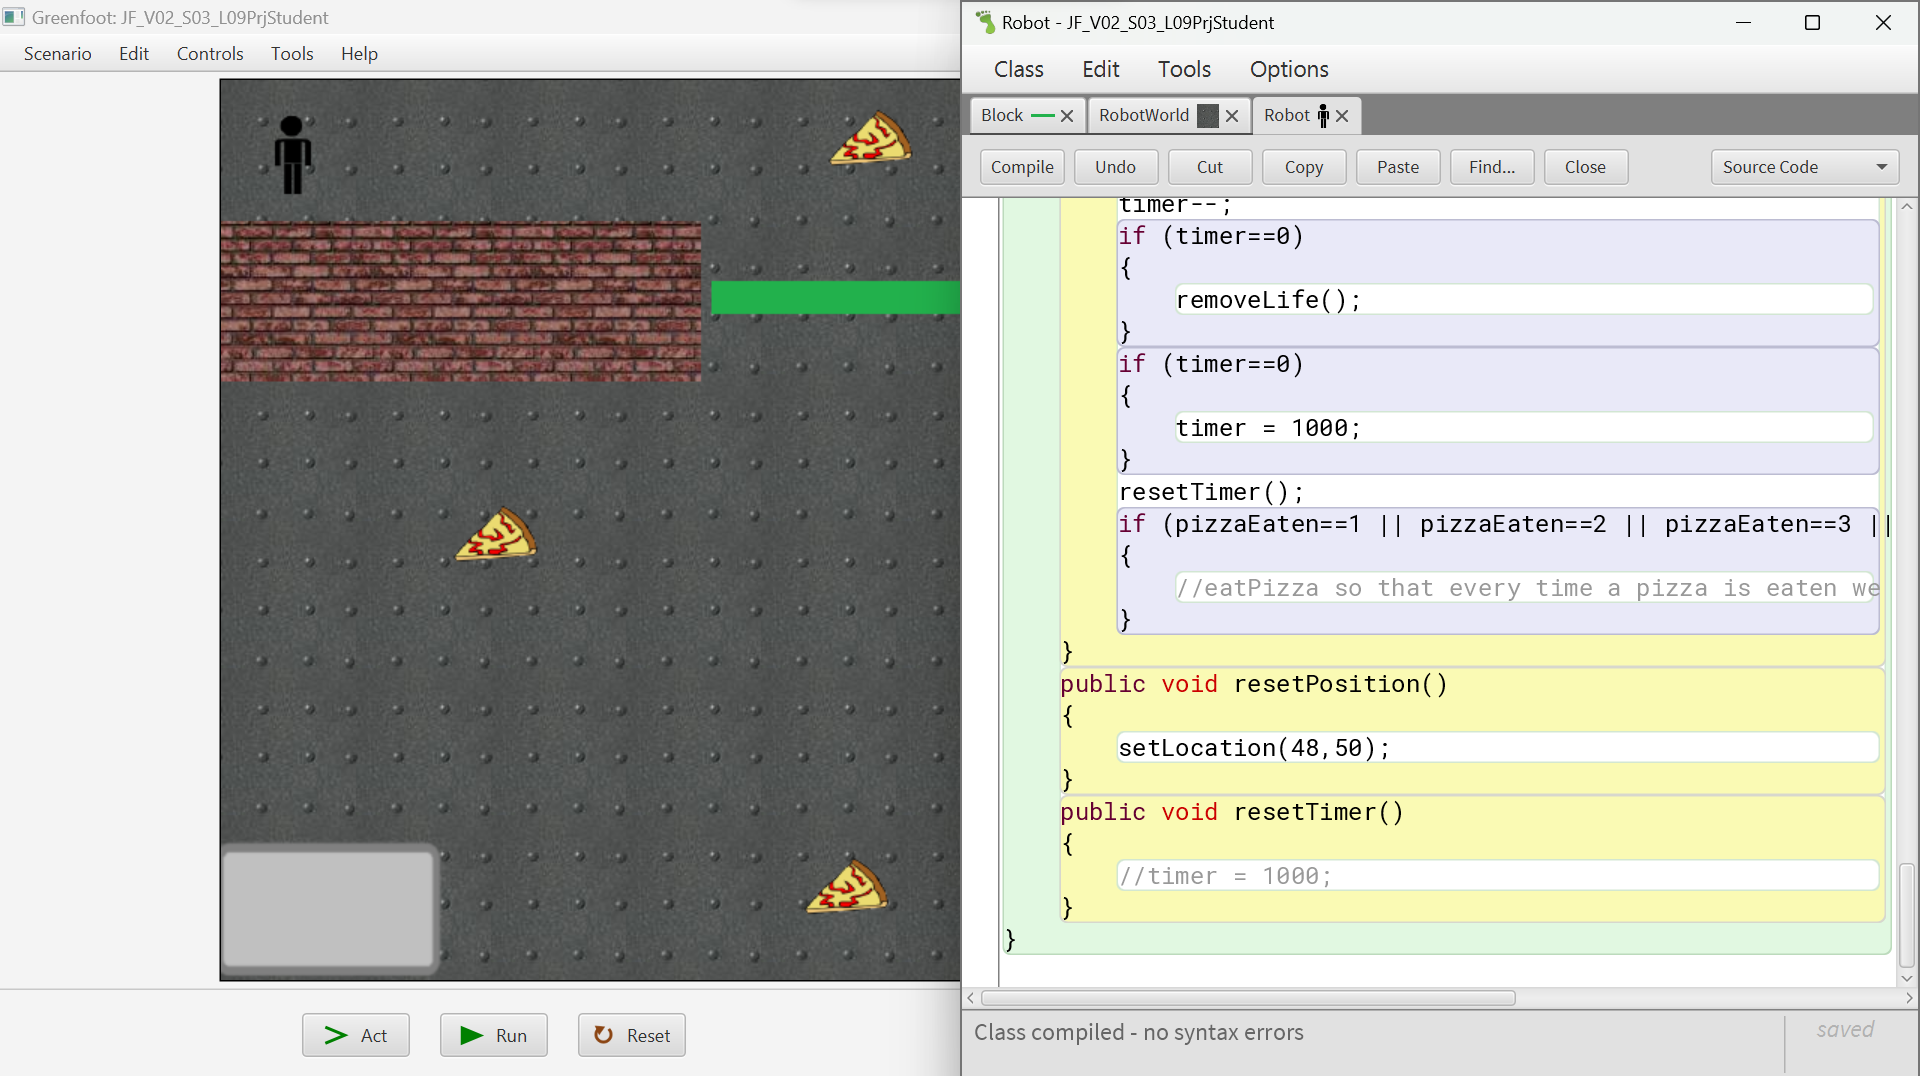 Greenfoot: JF_V02_S03_L09PrjStudent
Scenario Edit Controls Tools Help
Act Run Reset
Robot - JF_V02_S03_L09PrjStudent
Class Edit Tools Options
Block RobotWorld Robot
Compile Undo Cut Copy Paste Find... Close Source Code
timer--;
if (timer==0)
{
removeLife();
}
if (timer==0)
{
timer = 1000;
}
resetTimer();
if (pizzaEaten==1 || pizzaEaten==2 || pizzaEaten==3 ||
{
//eatPizza so that every time a pizza is eaten we
}
}
public void resetPosition()
{
setLocation(48,50);
}
public void resetTimer()
{
//timer = 1000;
}
}
Class compiled - no syntax errors
saved